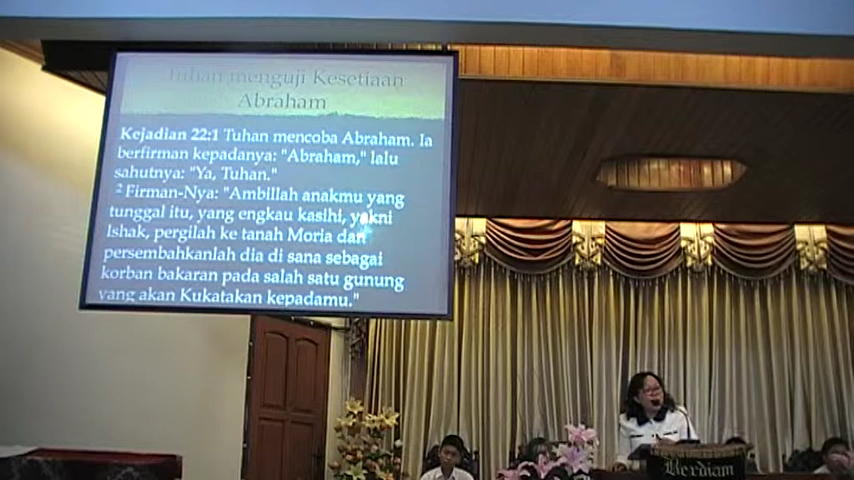 Tuhan menguji Kesetiaan
Abraham
Kejadian 22:1 Tuhan mencoba Abraham. Ia
berfirman kepadanya: "Abraham," lalu
sahutnya: "Ya, Tuhan."
2 Firman-Nya: "Ambillah anakmu yang
tunggal itu, yang engkau kasihi, yakni
Ishak, pergilah ke tanah Moria dan
persembahkanlah dia di sana sebagai
korban bakaran pada salah satu gunung
yang akan Kukatakan kepadamu."
Berdiam